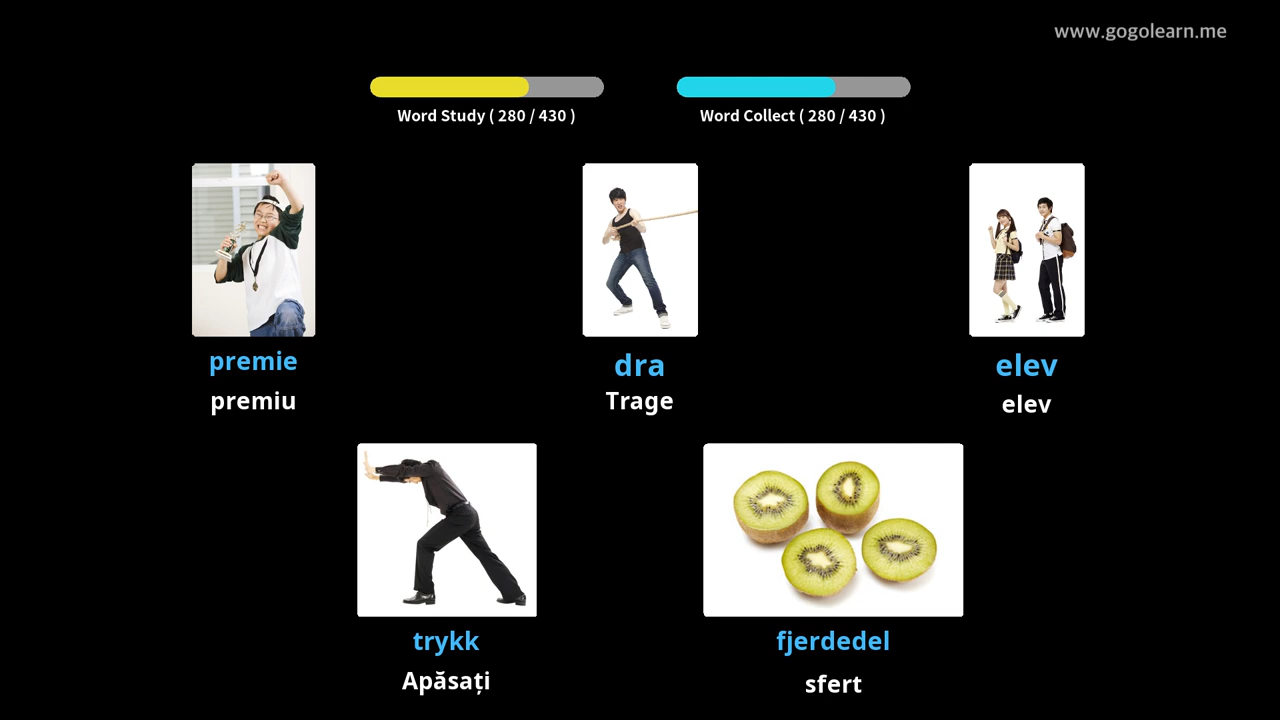 www.gogolearn.me
Word Study ( 280 / 430 )
Word Collect ( 280 / 430 )
premie
premiu
dra
Trage
elev
elev
trykk
Apăsați
fjerdedel
sfert